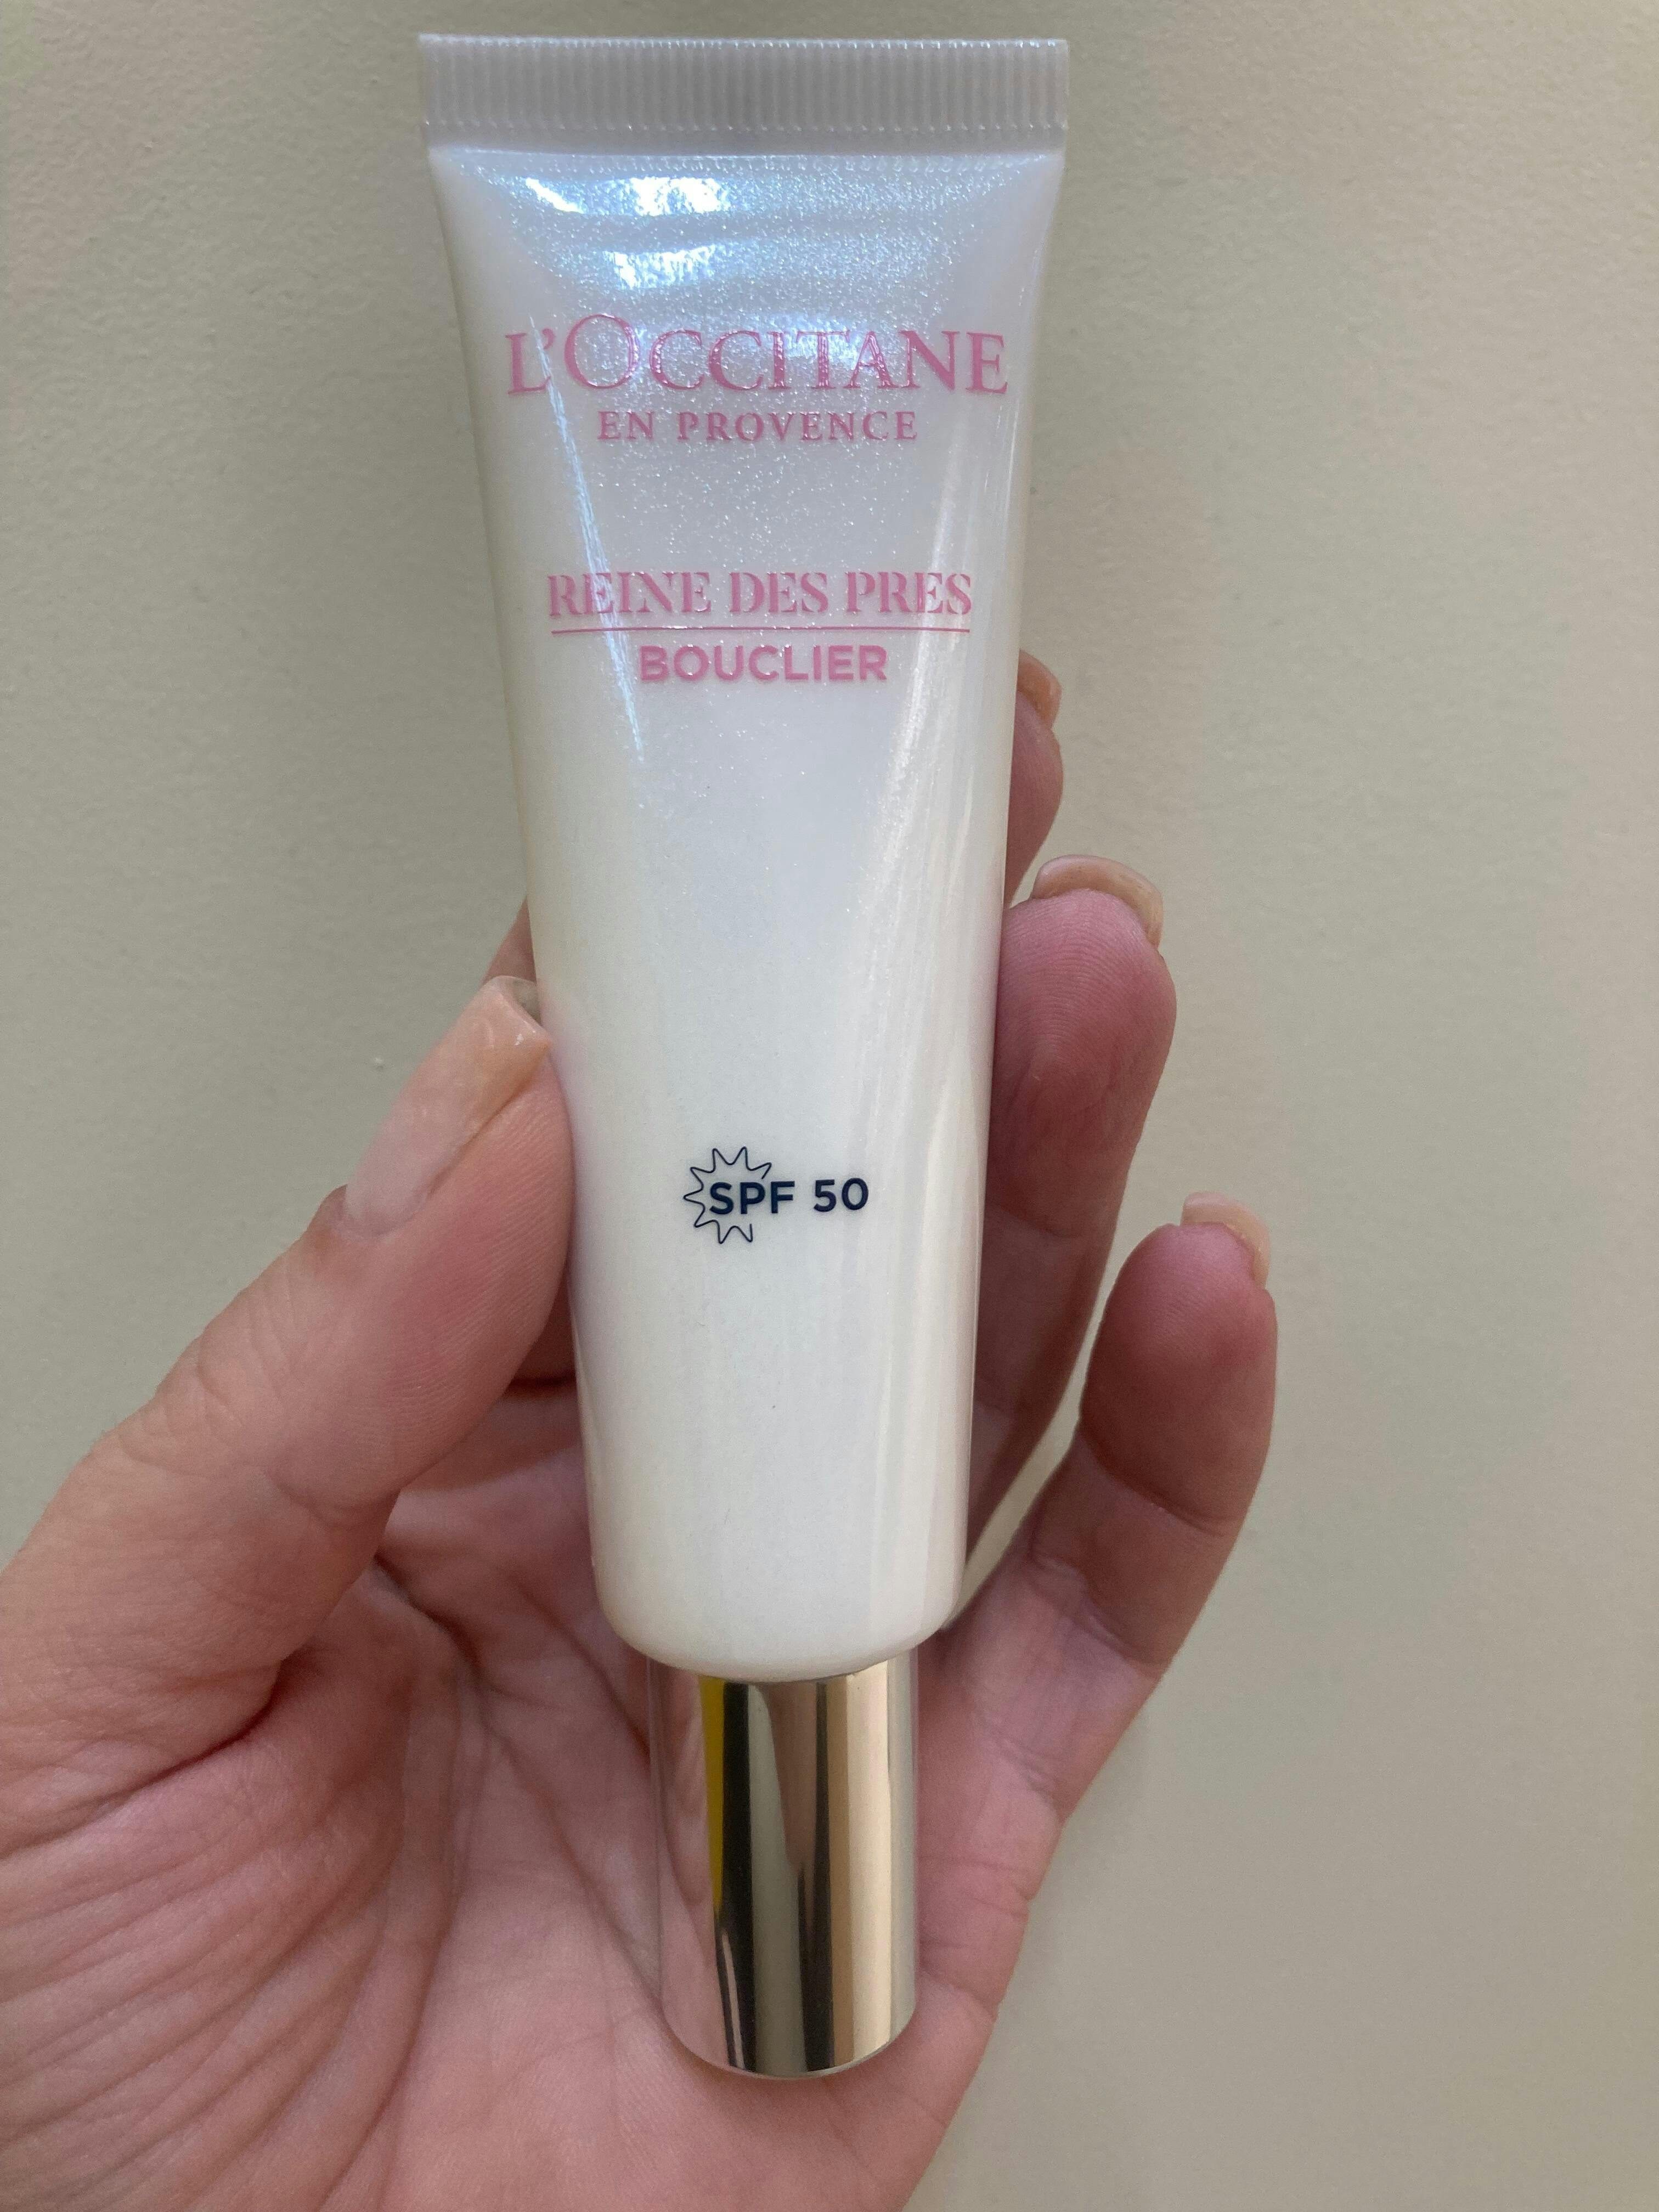 L'OCCITANE
EN PROVENCE
REINE DES PRES
BOUCLIER
SPF 50